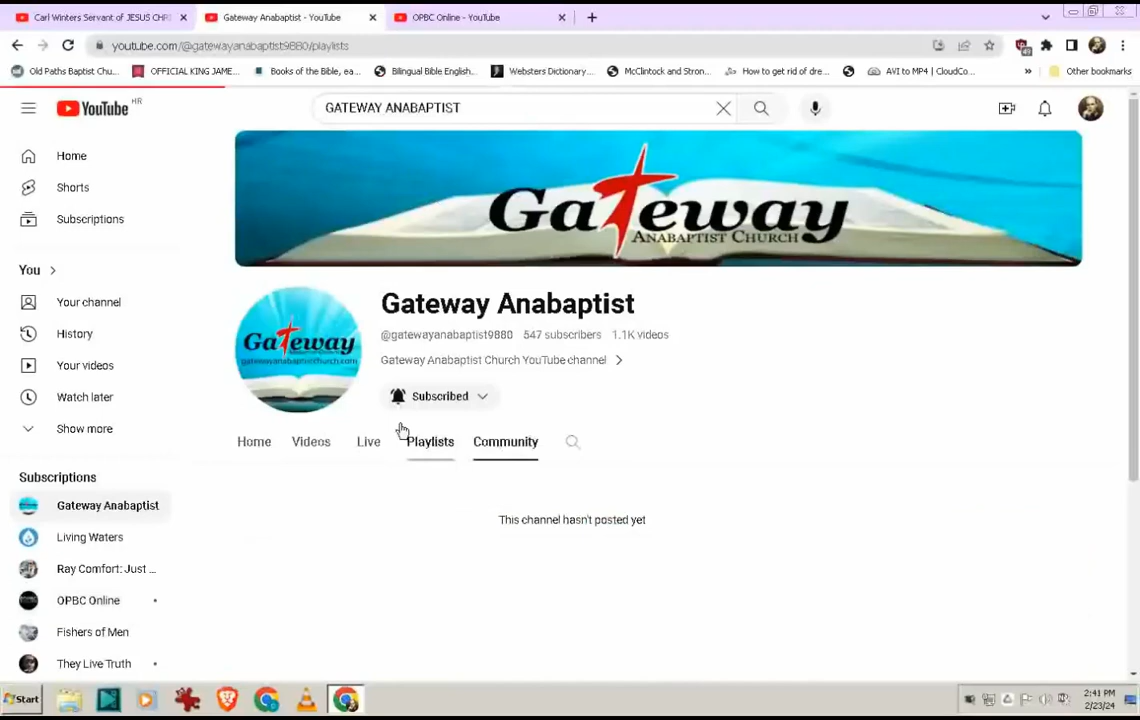 Carl Winters Servant of JESUS CHRI
Gateway Anabaptist - YouTube
OPBC Online - YouTube
youtube.com/@gatewayanabaptist9880/playlists
Old Paths Baptist Chu...
OFFICIAL KING JAME...
Books of the Bible, ea...
Bilingual Bible English...
Websters Dictionary...
McClintock and Stron...
How to get rid of dre...
AVI to MP4 | CloudCo...
»
Other bookmarks
YouTube HR
GATEWAY ANABAPTIST
Home
Shorts
Subscriptions
You
Your channel
History
Your videos
Watch later
Show more
Subscriptions
Gateway Anabaptist
Living Waters
Ray Comfort: Just ...
OPBC Online
Fishers of Men
They Live Truth
Gateway
ANABAPTIST CHURCH
Gateway
gatewayanabaptistchurch.com
Gateway Anabaptist
@gatewayanabaptist9880 547 subscribers 1.1K videos
Gateway Anabaptist Church YouTube channel
Subscribed
Home Videos Live Playlists Community
This channel hasn't posted yet
Start
2:41 PM
2/23/24